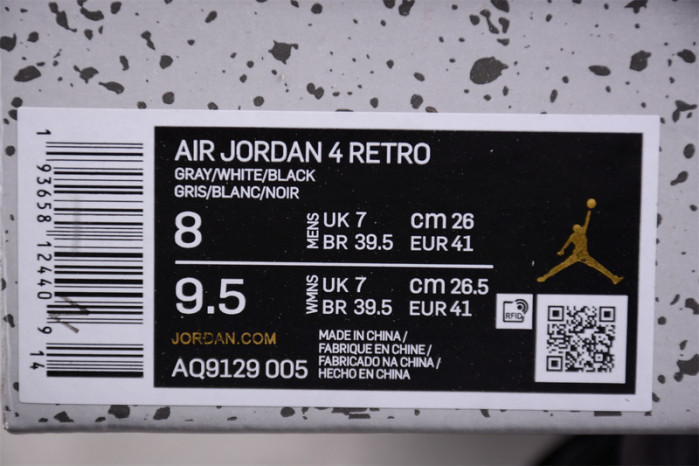 AIR JORDAN 4 RETRO
GRAY/WHITE/BLACK
GRIS/BLANC/NOIR
8 MENS UK 7 CM 26
BR 39.5 EUR 41
9.5 WMNS UK 7 CM 26.5
BR 39.5 EUR 41
RFID
JORDAN.COM
AQ9129 005
MADE IN CHINA /
FABRIQUE EN CHINE /
FABRICADO NA CHINA /
HECHO EN CHINA
1 93658 12440 9 14